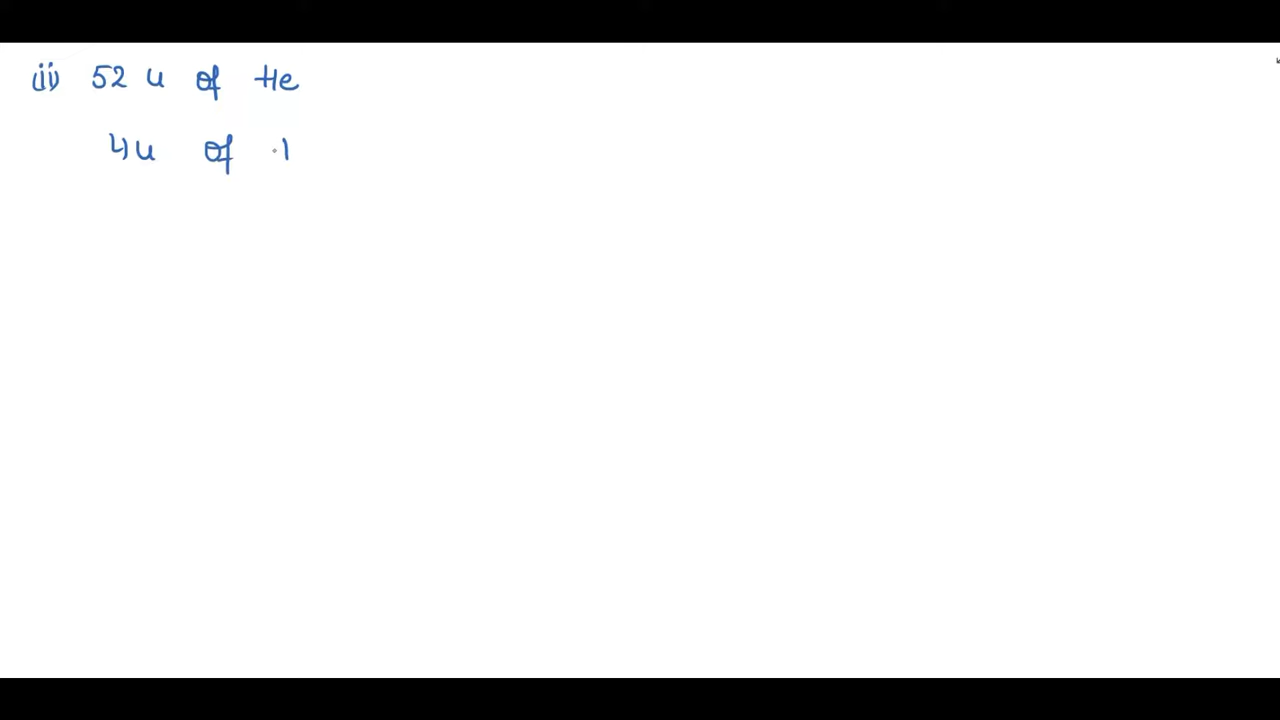 (ii) 52 u of He
4u of